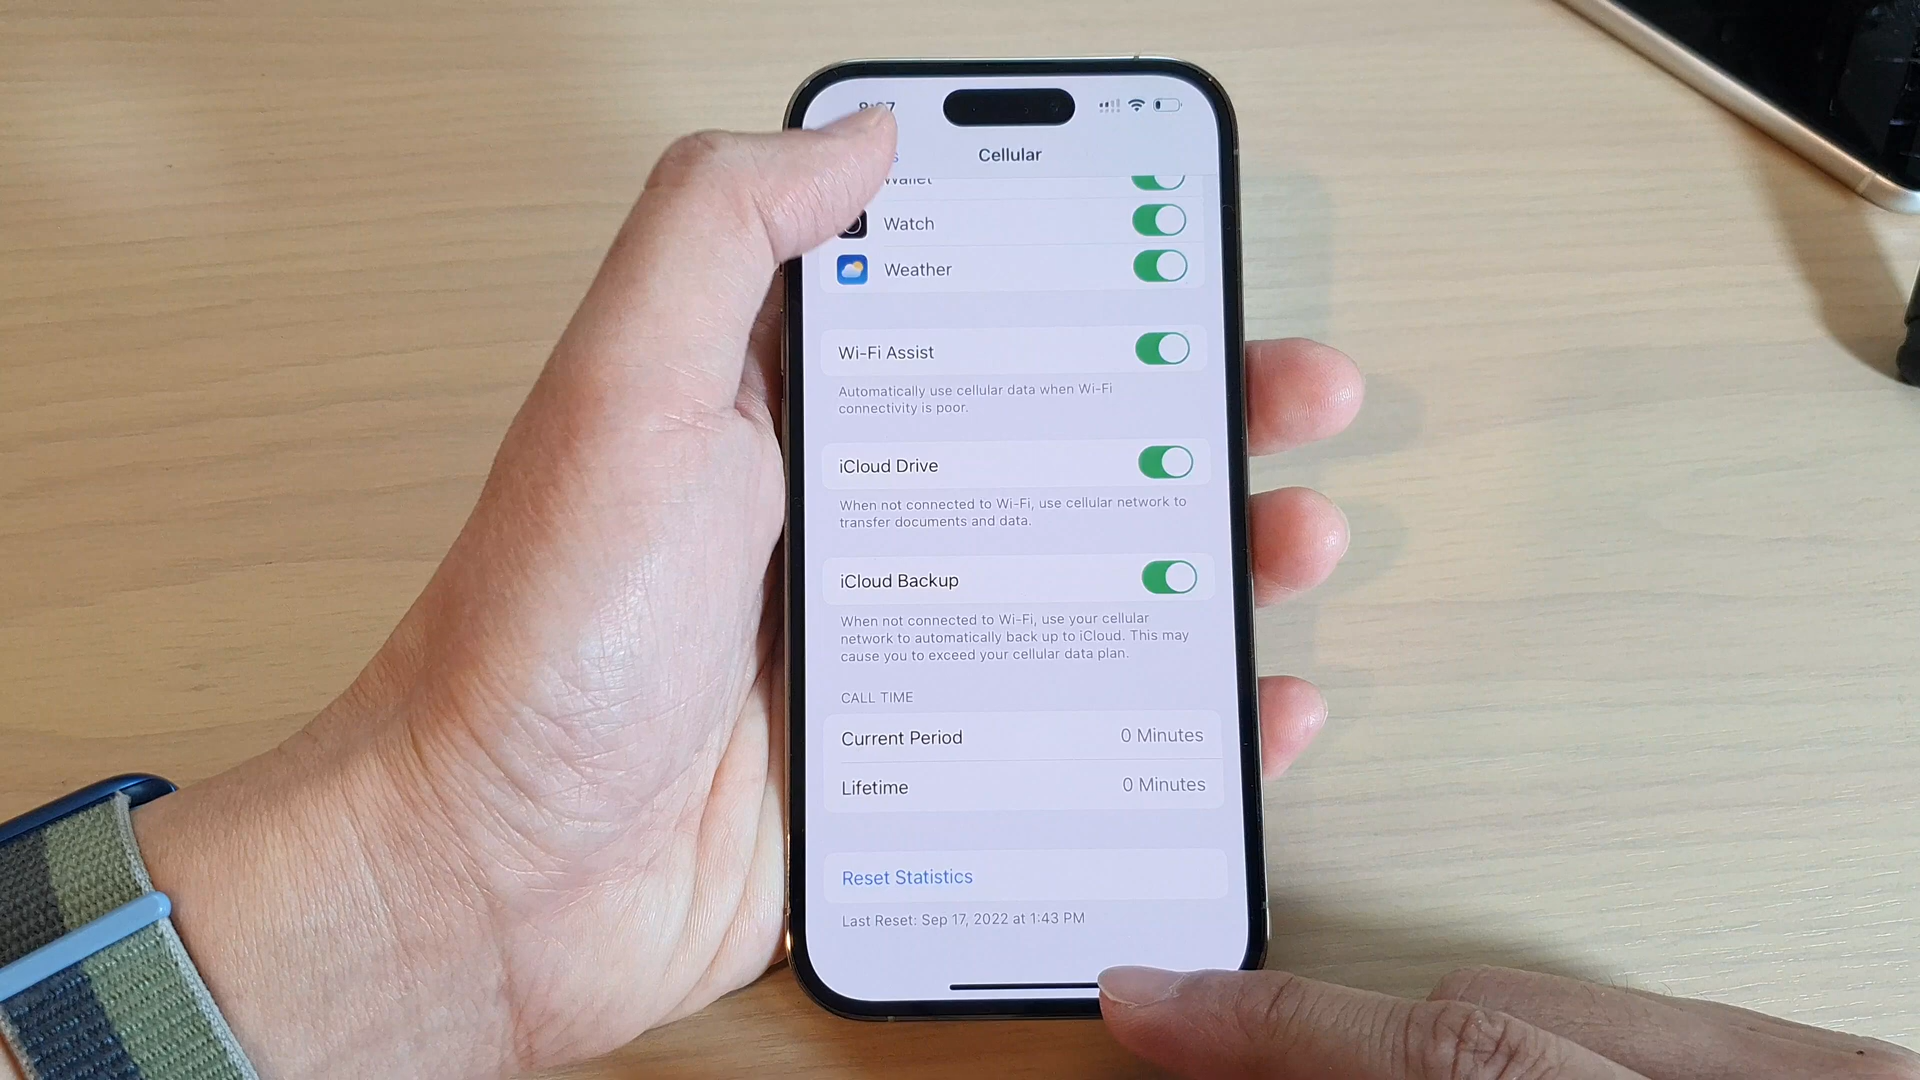 Cellular
Wallet
Watch
Weather
Wi-Fi Assist
Automatically use cellular data when Wi-Fi
connectivity is poor.
iCloud Drive
When not connected to Wi-Fi, use cellular network to
transfer documents and data.
iCloud Backup
When not connected to Wi-Fi, use your cellular
network to automatically back up to iCloud. This may
cause you to exceed your cellular data plan.
CALL TIME
Current Period 0 Minutes
Lifetime 0 Minutes
Reset Statistics
Last Reset: Sep 17, 2022 at 1:43 PM